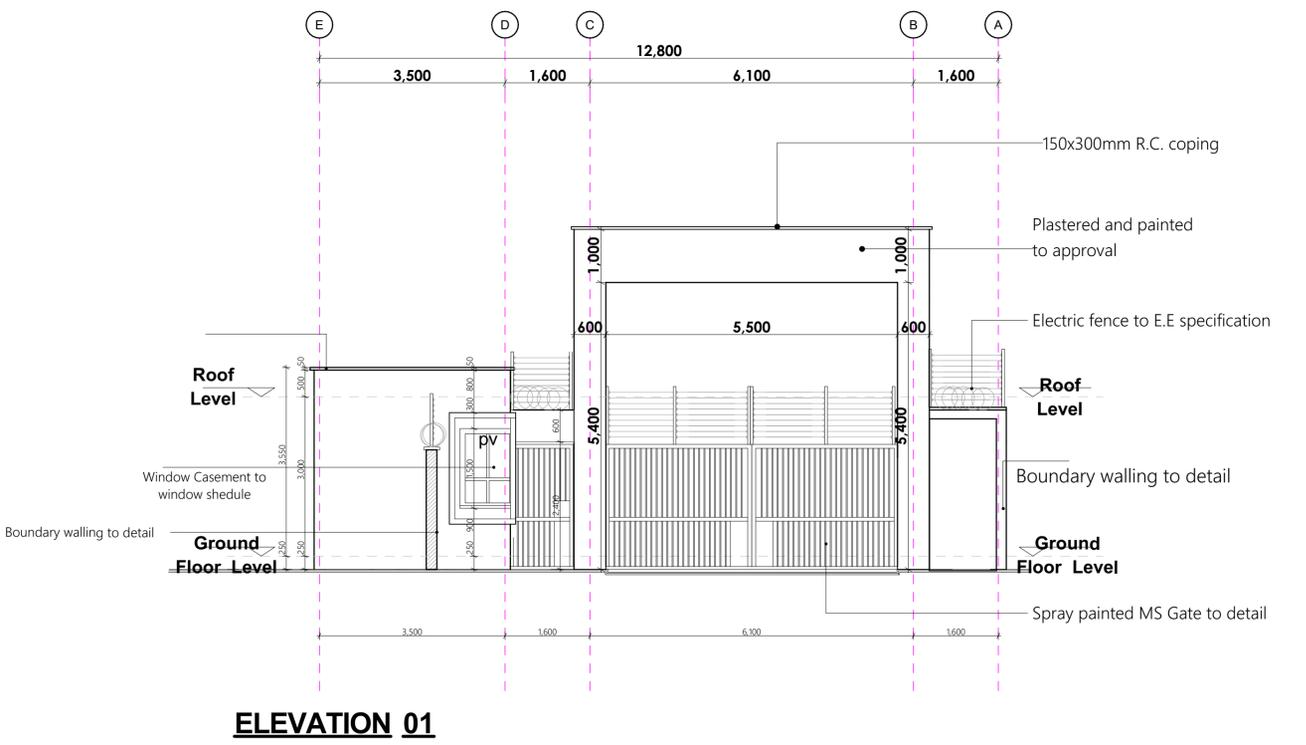 E D C B A
12,800
3,500 1,600 6,100 1,600
150x300mm R.C. coping
Plastered and painted
to approval
1,000 1,000
600 5,500 600
Electric fence to E.E specification
50 50
Roof
Level
500 800
300
Roof
Level
5,400 5,400
600
pv
3,550 3,000 1,500
Window Casement to
window shedule
Boundary walling to detail
2,400
900
Boundary walling to detail
Ground
Floor Level
250 250 250
Ground
Floor Level
Spray painted MS Gate to detail
3,500 1,600 6,100 1,600
ELEVATION 01